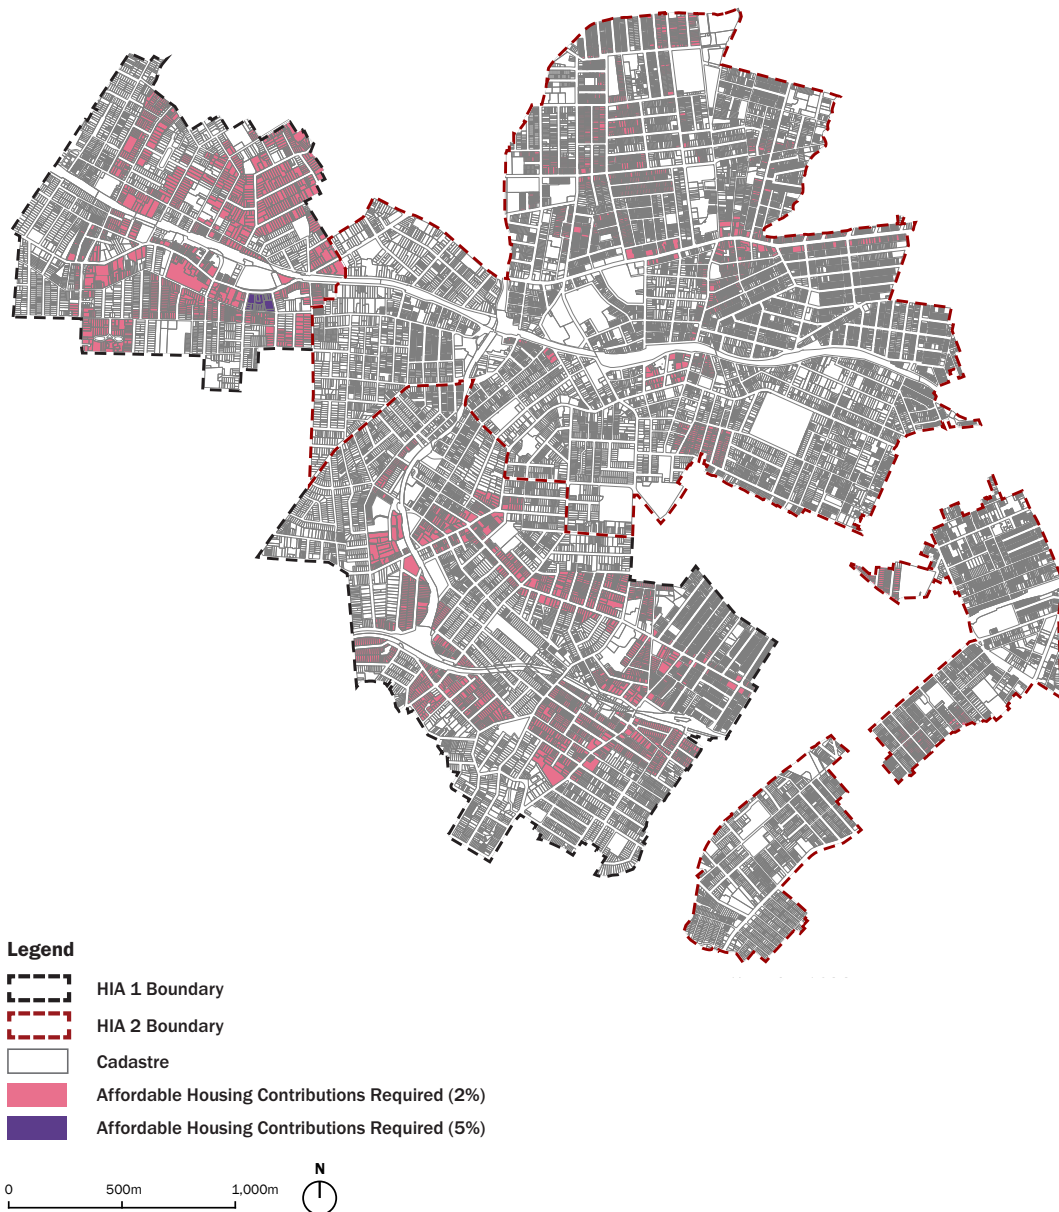 Legend
HIA 1 Boundary
HIA 2 Boundary
Cadastre
Affordable Housing Contributions Required (2%)
Affordable Housing Contributions Required (5%)
0 500m 1,000m
N